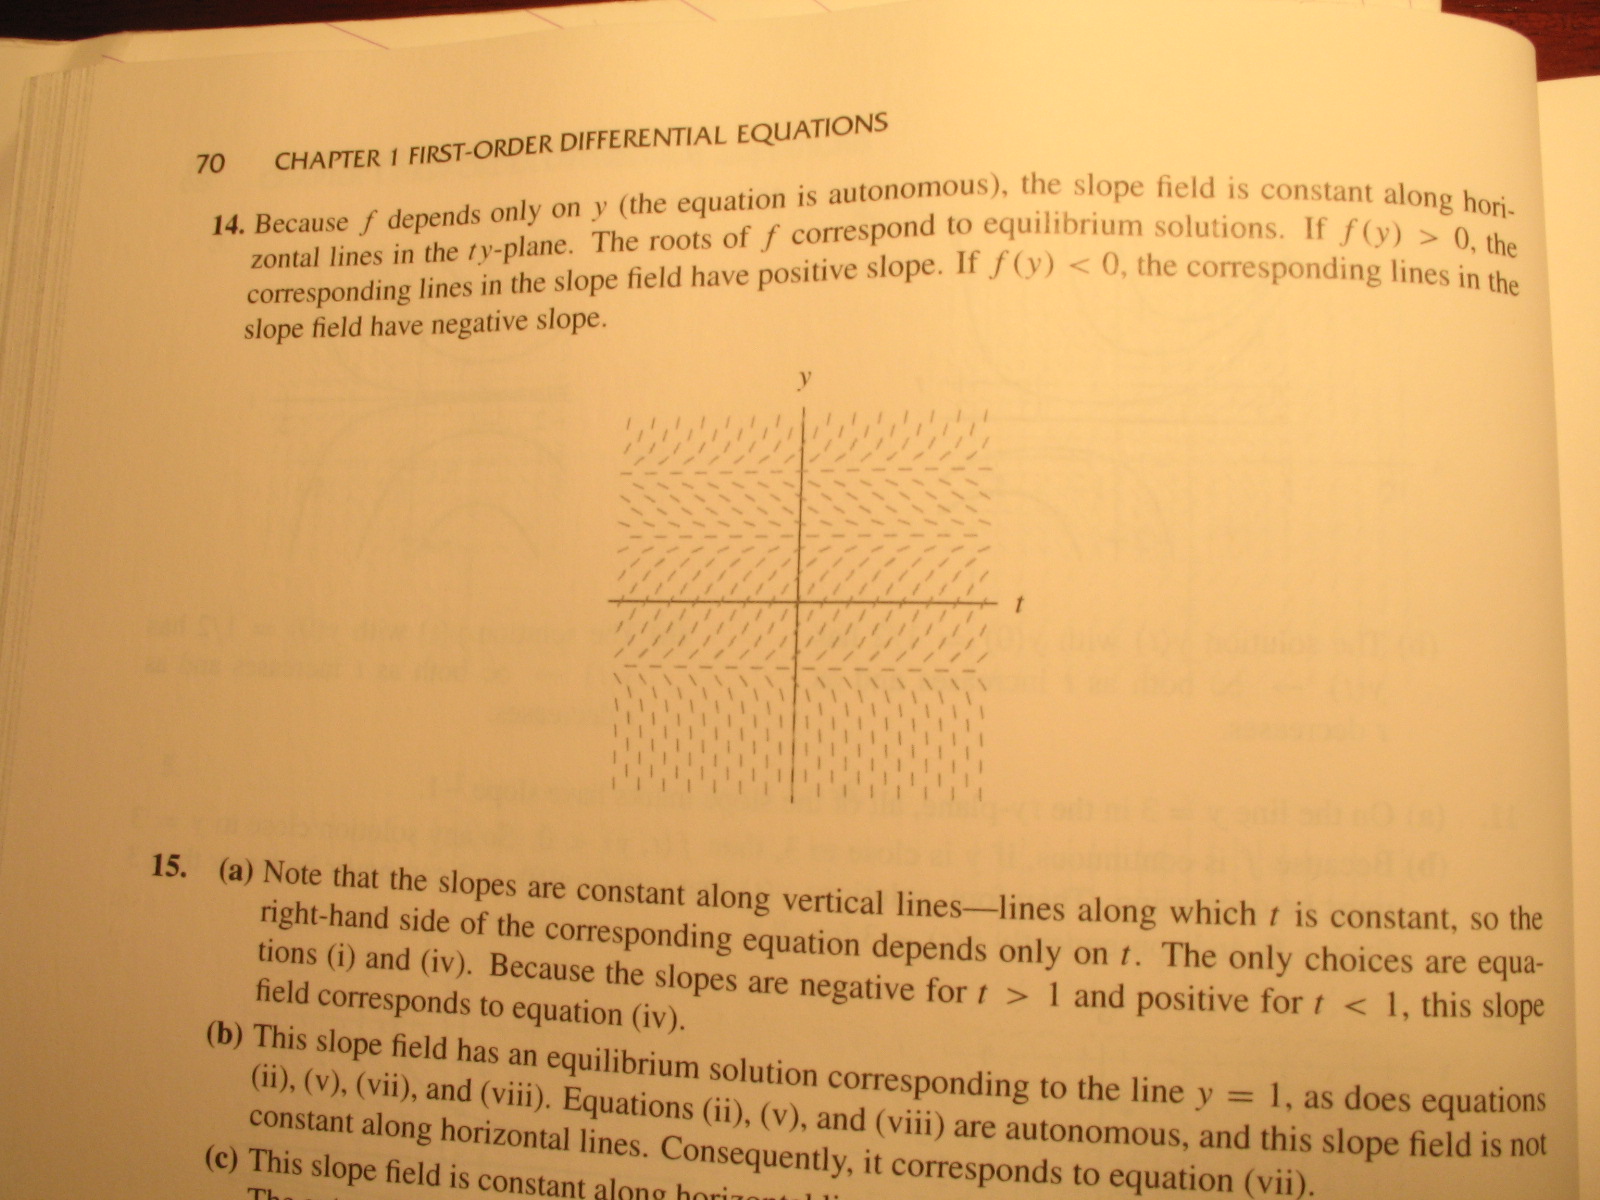 70 CHAPTER 1 FIRST-ORDER DIFFERENTIAL EQUATIONS
14. Because f depends only on y (the equation is autonomous), the slope field is constant along hori-
zontal lines in the ty-plane. The roots of f correspond to equilibrium solutions. If f(y) > 0, the
corresponding lines in the slope field have positive slope. If f(y) < 0, the corresponding lines in the
slope field have negative slope.
y
t
15. (a) Note that the slopes are constant along vertical lines—lines along which t is constant, so the
right-hand side of the corresponding equation depends only on t. The only choices are equa-
tions (i) and (iv). Because the slopes are negative for t > 1 and positive for t < 1, this slope
field corresponds to equation (iv).
(b) This slope field has an equilibrium solution corresponding to the line y = 1, as does equations
(ii), (v), (vii), and (viii). Equations (ii), (v), and (viii) are autonomous, and this slope field is not
constant along horizontal lines. Consequently, it corresponds to equation (vii).
(c) This slope field is constant along
The